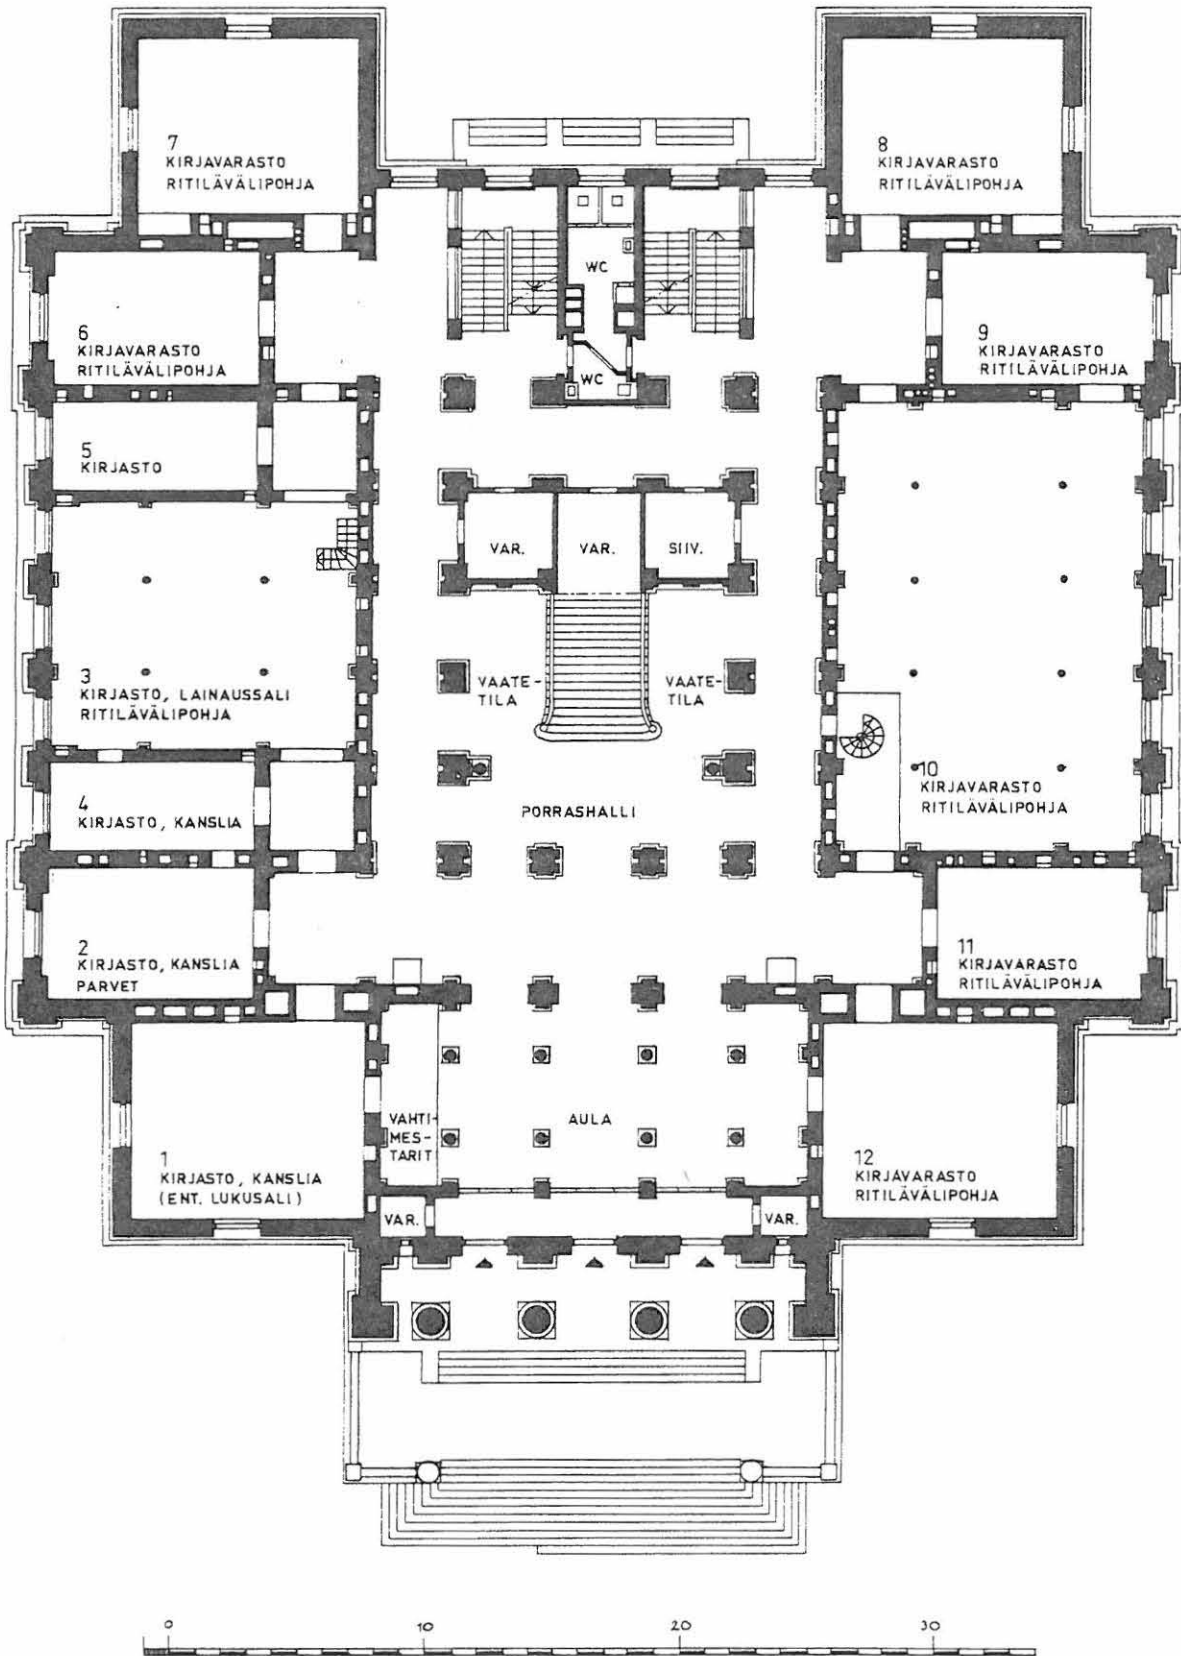 7
KIRJAVARASTO
RITILÄVÄLIPOHJA
8
KIRJAVARASTO
RITILÄVÄLIPOHJA
WC
6
KIRJAVARASTO
RITILÄVÄLIPOHJA
9
KIRJAVARASTO
RITILÄVÄLIPOHJA
WC
5
KIRJASTO
VAR.
VAR.
SIIV.
3
KIRJASTO, LAINAUSSALI
RITILÄVÄLIPOHJA
VAATE-
TILA
VAATE-
TILA
10
KIRJAVARASTO
RITILÄVÄLIPOHJA
4
KIRJASTO, KANSLIA
PORRASHALLI
2
KIRJASTO, KANSLIA
PARVET
11
KIRJAVARASTO
RITILÄVÄLIPOHJA
VAHTI-
MES-
TARIT
AULA
1
KIRJASTO, KANSLIA
(ENT. LUKUSALI)
12
KIRJAVARASTO
RITILÄVÄLIPOHJA
VAR.
VAR.
0 10 20 30